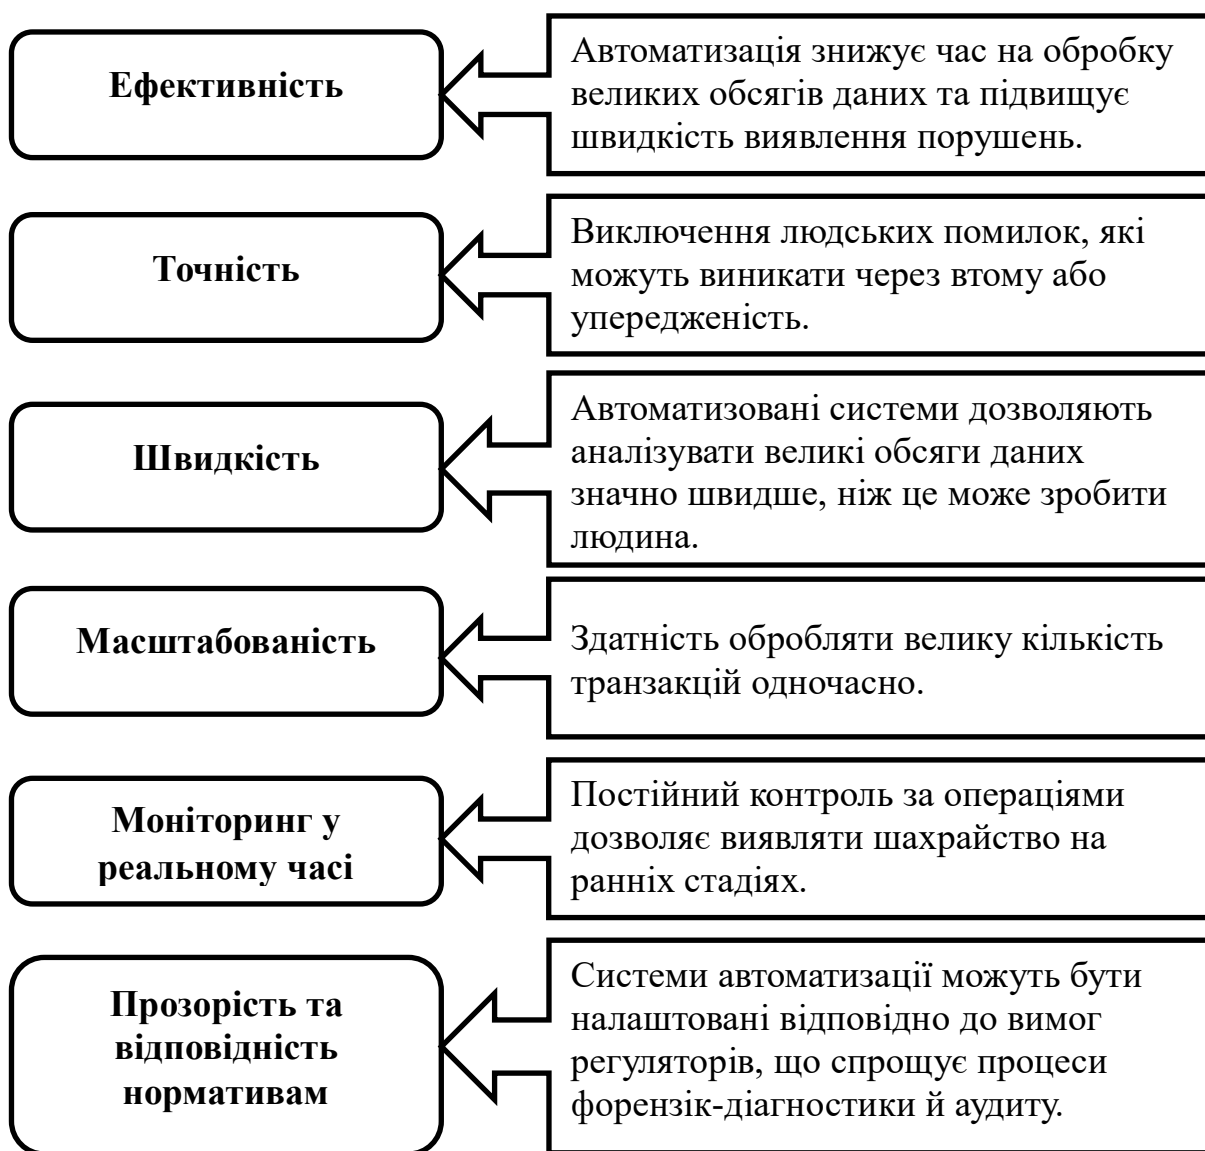 Ефективність
Автоматизація знижує час на обробку
великих обсягів даних та підвищує
швидкість виявлення порушень.
Точність
Виключення людських помилок, які
можуть виникати через втому або
упередженість.
Швидкість
Автоматизовані системи дозволяють
аналізувати великі обсяги даних
значно швидше, ніж це може зробити
людина.
Масштабованість
Здатність обробляти велику кількість
транзакцій одночасно.
Моніторинг у
реальному часі
Постійний контроль за операціями
дозволяє виявляти шахрайство на
ранніх стадіях.
Прозорість та
відповідність
нормативам
Системи автоматизації можуть бути
налаштовані відповідно до вимог
регуляторів, що спрощує процеси
форензік-діагностики й аудиту.